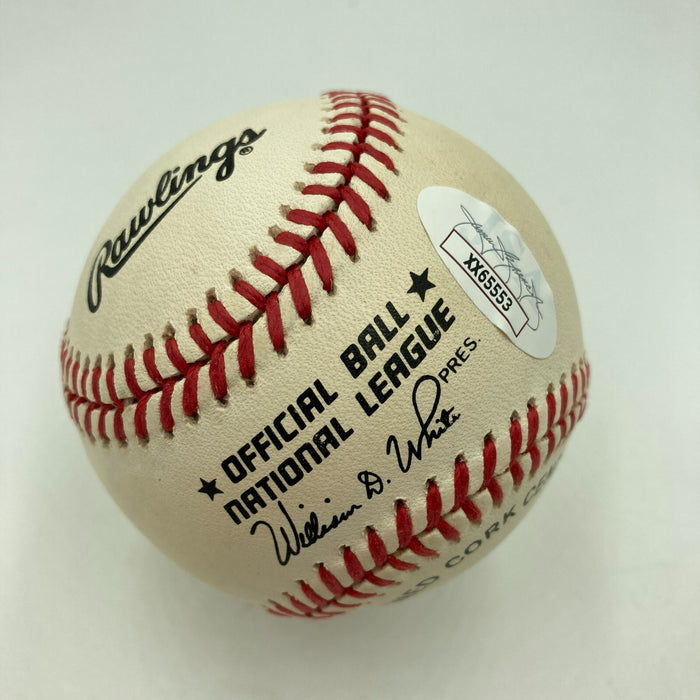 Rawlings
XX65553
★ OFFICIAL BALL ★
NATIONAL LEAGUE
William D. White PRES.
CORK